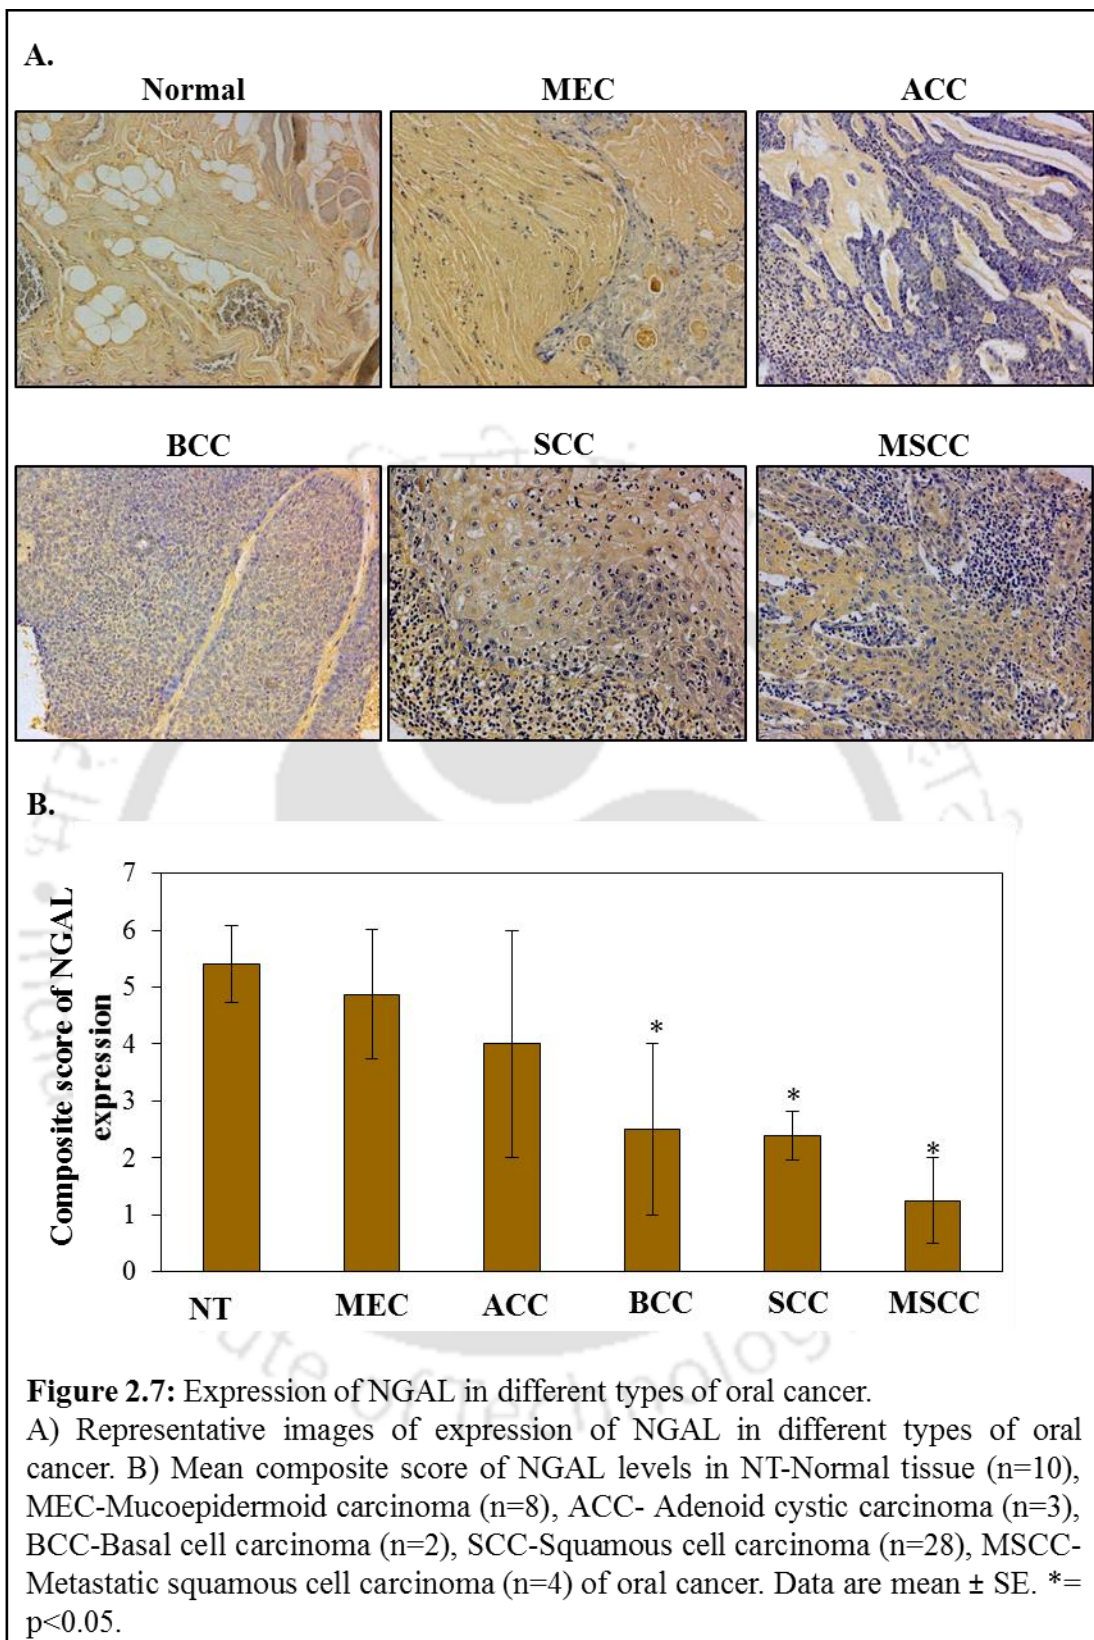 A.
Normal MEC ACC
BCC SCC MSCC
B.
Composite score of NGAL
expression
7
6
5
4
3
2
1
0
* * *
NT MEC ACC BCC SCC MSCC
ute of Technolog
Figure 2.7: Expression of NGAL in different types of oral cancer.
A) Representative images of expression of NGAL in different types of oral
cancer. B) Mean composite score of NGAL levels in NT-Normal tissue (n=10),
MEC-Mucoepidermoid carcinoma (n=8), ACC- Adenoid cystic carcinoma (n=3),
BCC-Basal cell carcinoma (n=2), SCC-Squamous cell carcinoma (n=28), MSCC-
Metastatic squamous cell carcinoma (n=4) of oral cancer. Data are mean ± SE. *=
p<0.05.